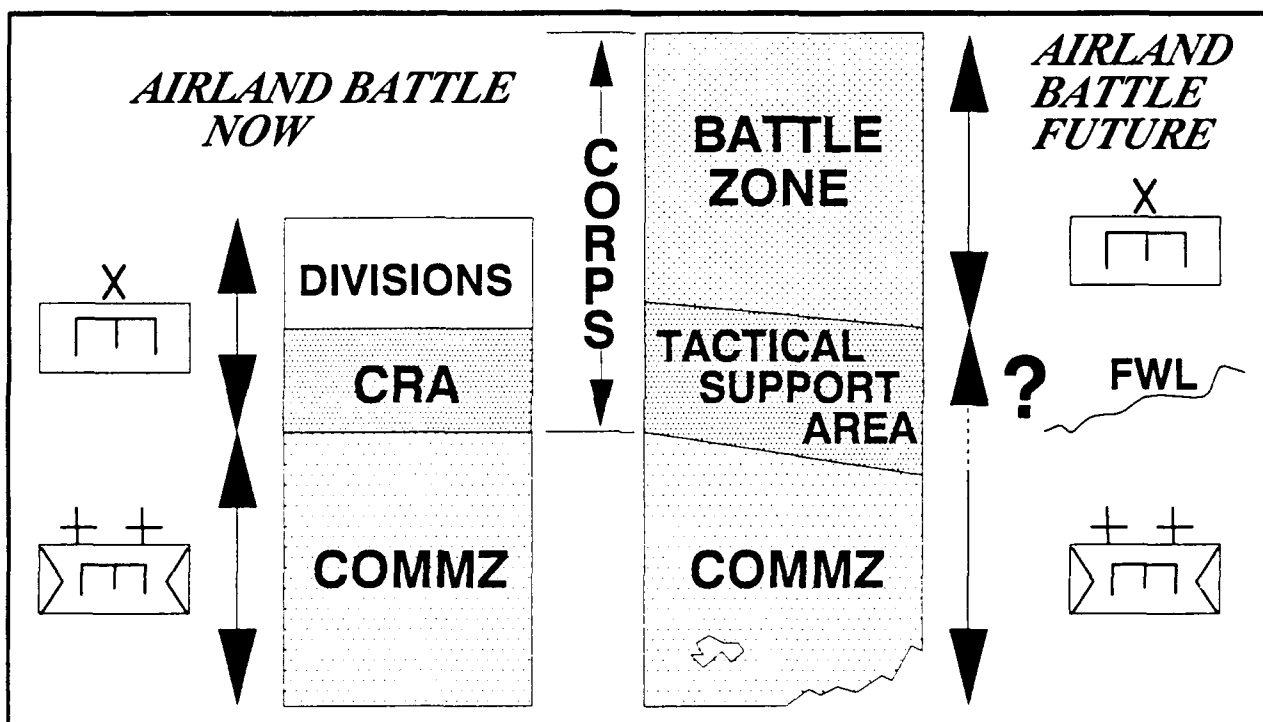 AIRLAND BATTLE
NOW
X
DIVISIONS
CRA
COMMZ
CORPS
BATTLE
ZONE
TACTICAL
SUPPORT
AREA
COMMZ
AIRLAND
BATTLE
FUTURE
X
?
FWL